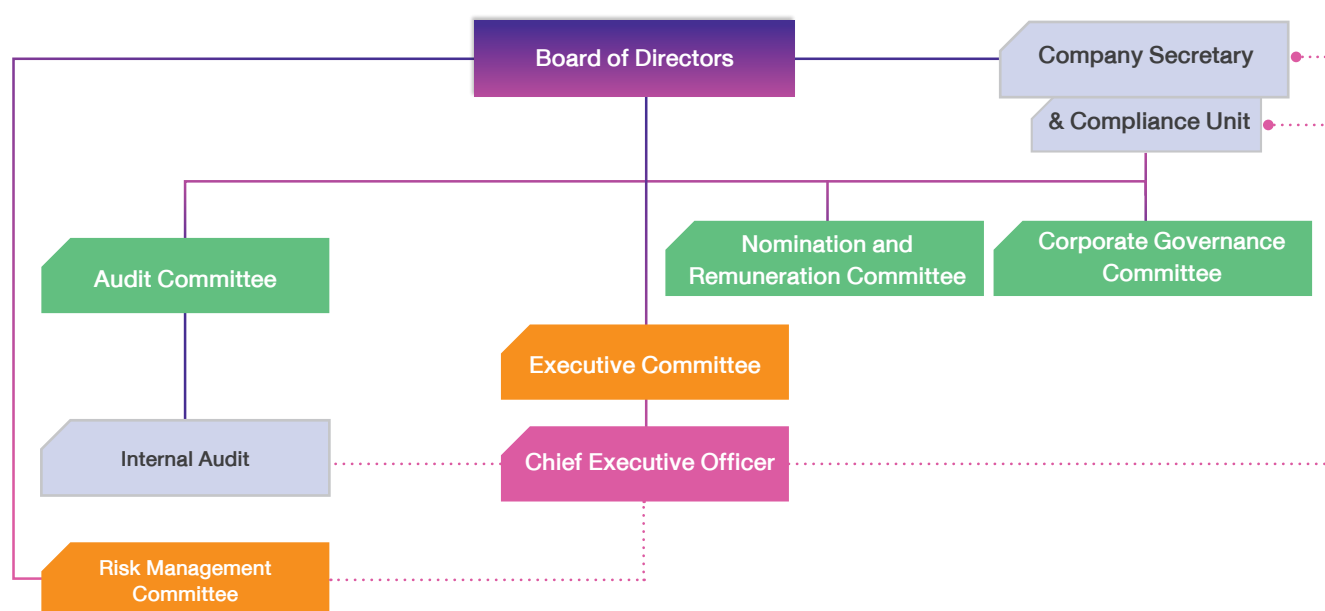 Board of Directors
Company Secretary
& Compliance Unit
Audit Committee
Nomination and
Remuneration Committee
Corporate Governance
Committee
Executive Committee
Internal Audit
Chief Executive Officer
Risk Management
Committee